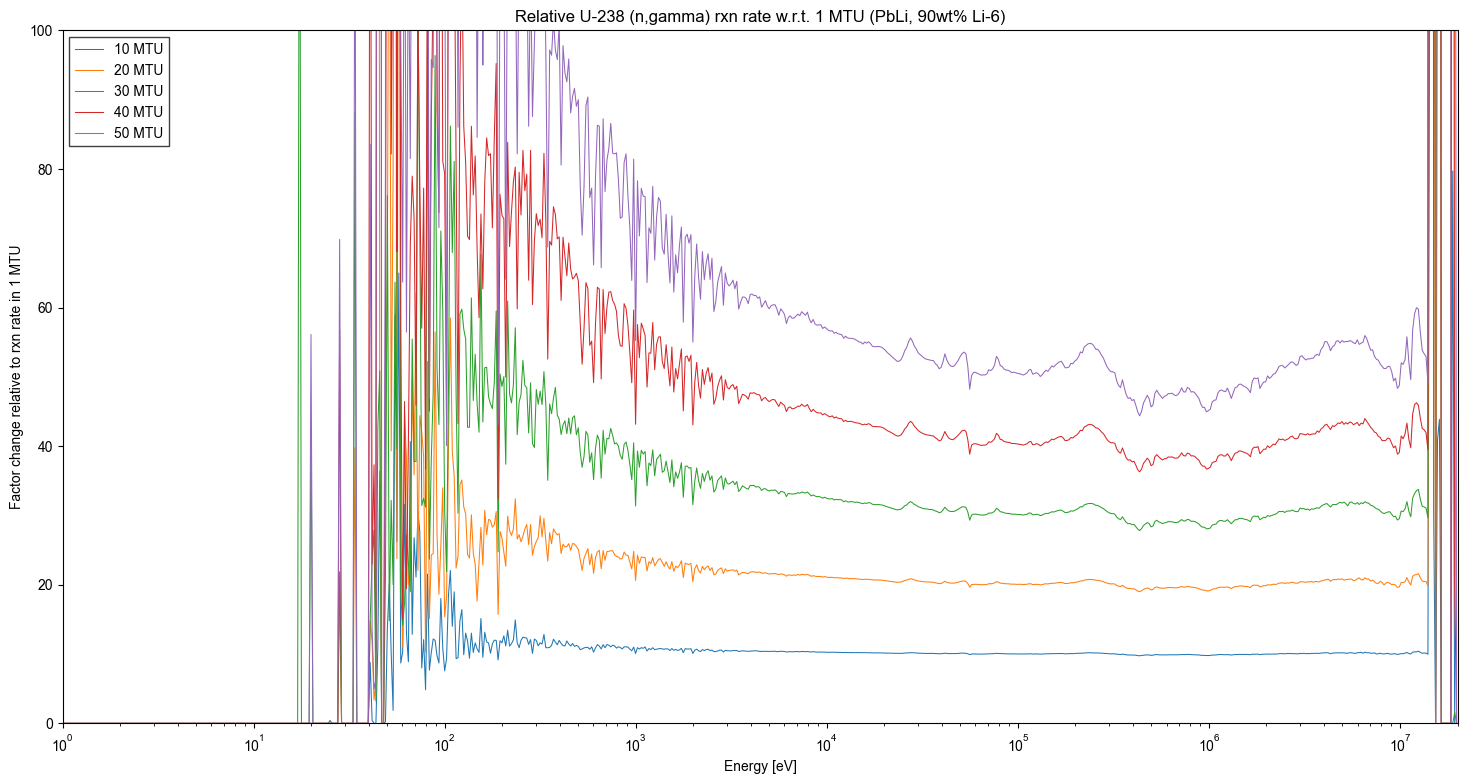 Relative U-238 (n,gamma) rxn rate w.r.t. 1 MTU (PbLi, 90wt% Li-6)
100
80
60
40
20
0
10 MTU
20 MTU
30 MTU
40 MTU
50 MTU
Factor change relative to rxn rate in 1 MTU
10⁰ 10¹ 10² 10³ 10⁴ 10⁵ 10⁶ 10⁷
Energy [eV]